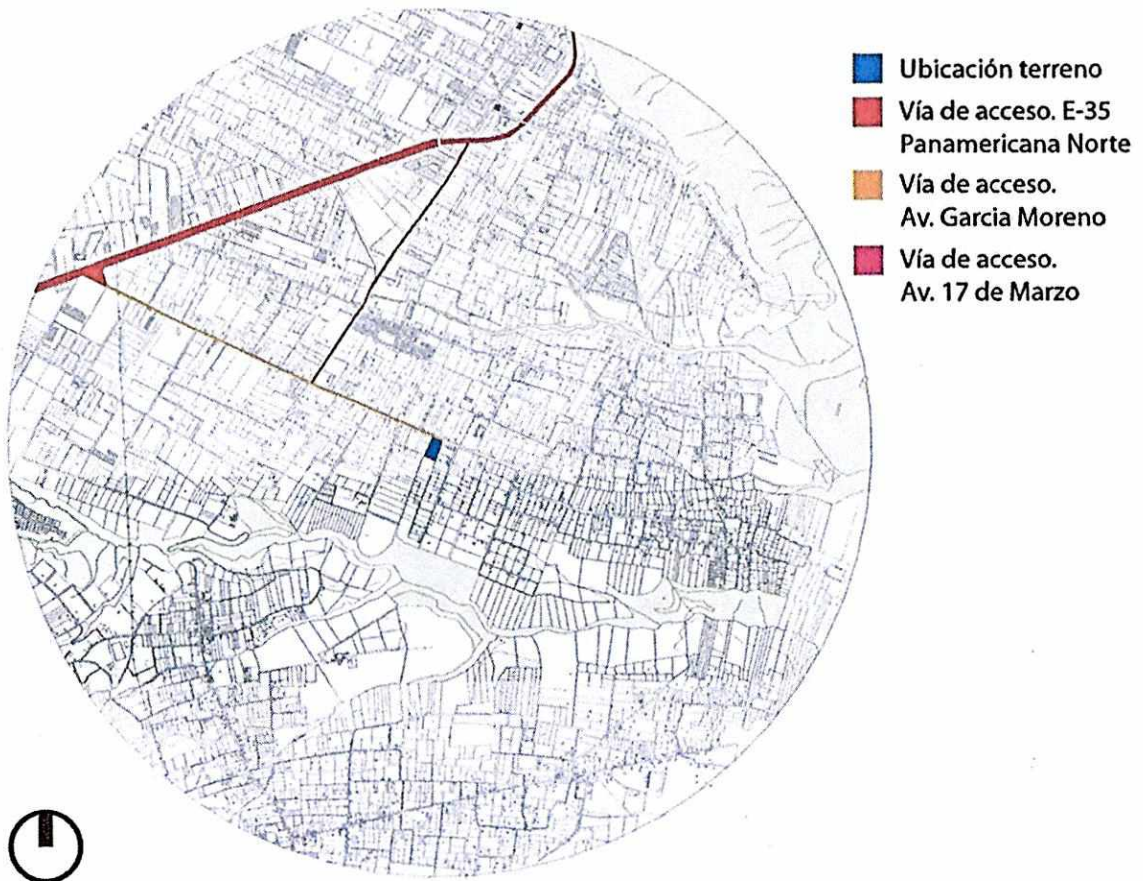 Ubicación terreno
Vía de acceso. E-35
Panamericana Norte
Vía de acceso.
Av. Garcia Moreno
Vía de acceso.
Av. 17 de Marzo